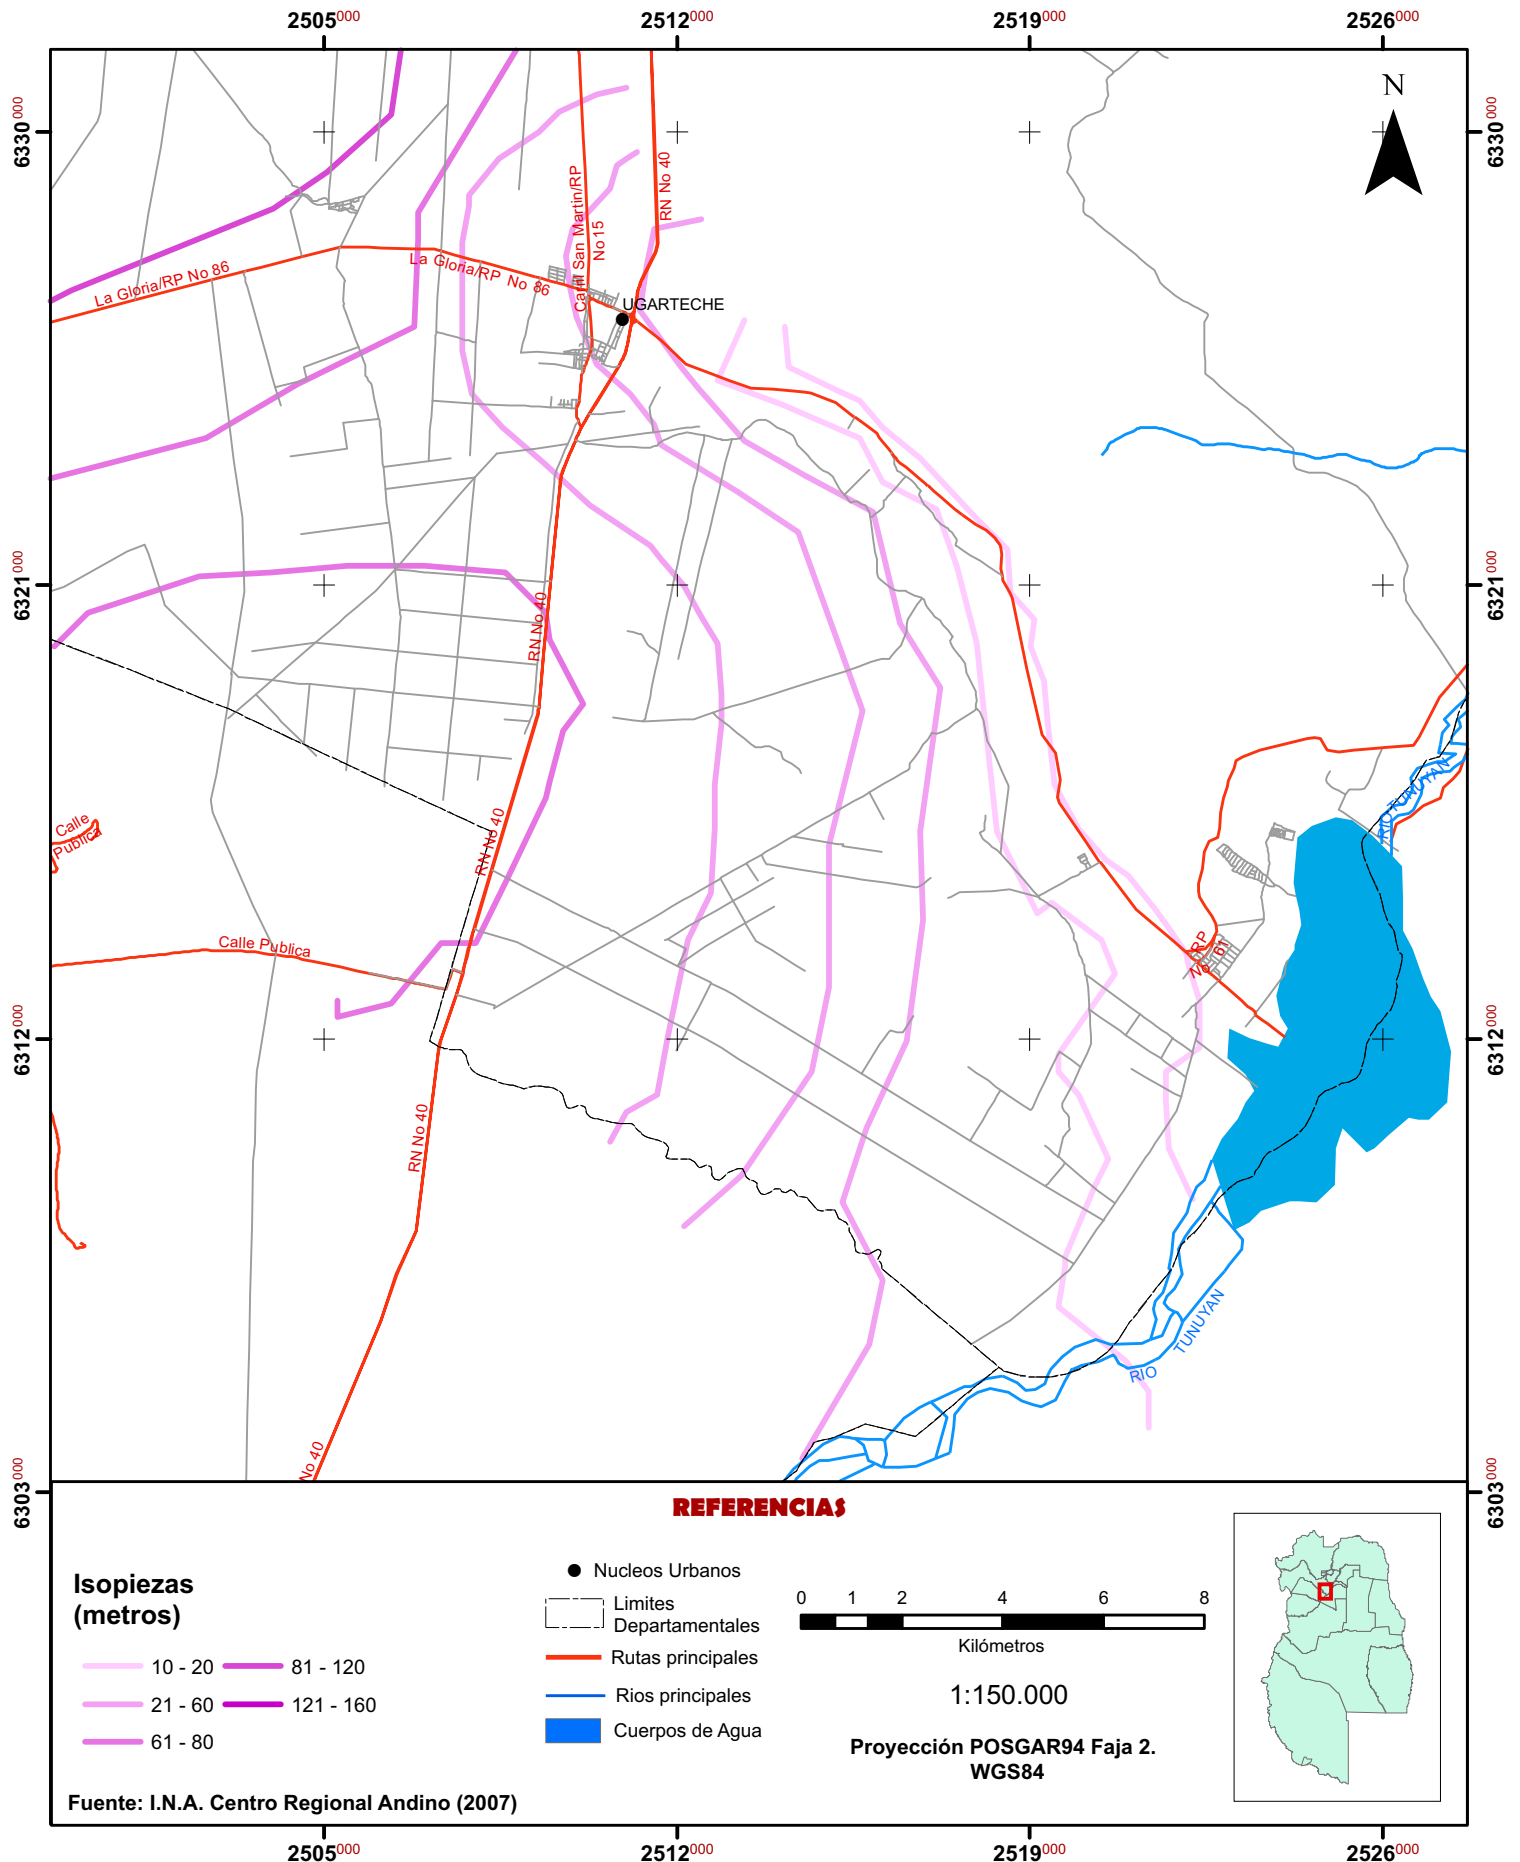 2505000 2512000 2519000 2526000
N
6330000 6330000
RN No 40
Carril San Martin/RP
No15
La Gloria/RP No 86
La Gloria/RP No 86
UGARTECHE
6321000 6321000
RN No 40
RIO TUNUYAN
Calle
Publica
RN No 40
Calle Publica
RP
No 61
6312000 6312000
RN No 40
TUNUYAN
RIO
No 40
6303000 6303000
REFERENCIAS
Isopiezas
(metros)
10 - 20
21 - 60
61 - 80
81 - 120
121 - 160
Nucleos Urbanos
Limites
Departamentales
Rutas principales
Rios principales
Cuerpos de Agua
0 1 2 4 6 8
Kilómetros
1:150.000
Proyección POSGAR94 Faja 2.
WGS84
Fuente: I.N.A. Centro Regional Andino (2007)
2505000 2512000 2519000 2526000